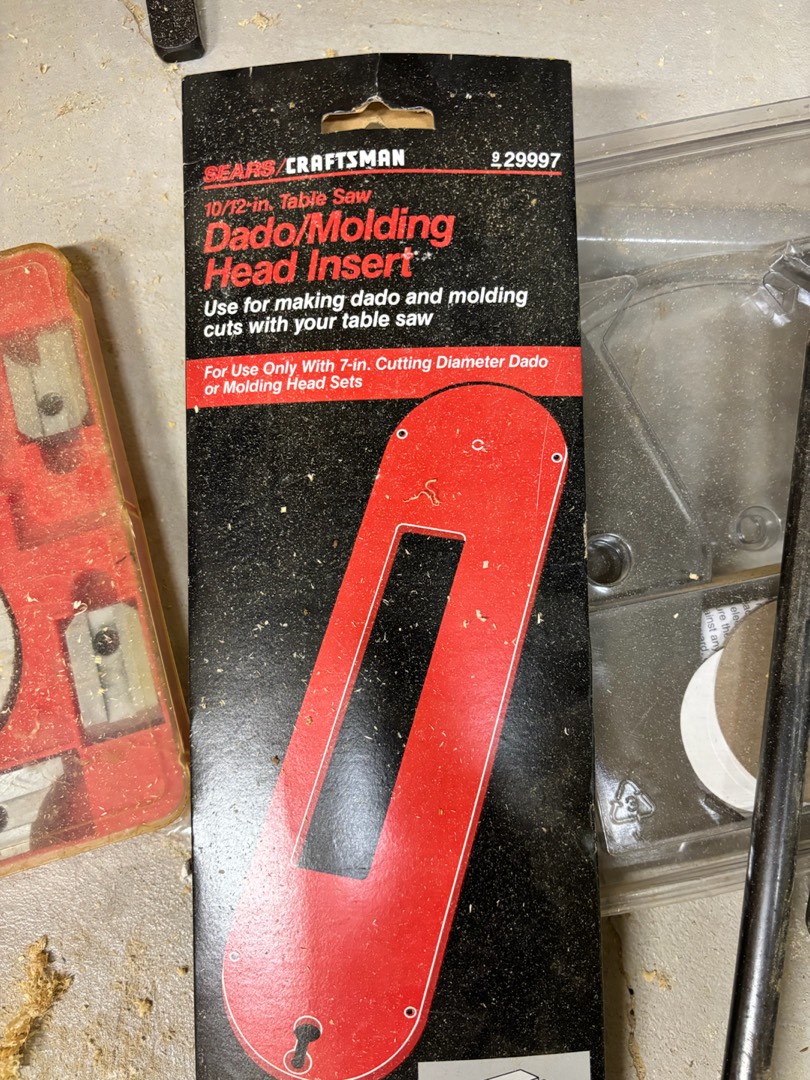 SEARS/CRAFTSMAN
9 29997
10/12-in. Table Saw
Dado/Molding
Head Insert
Use for making dado and molding
cuts with your table saw
For Use Only With 7-in. Cutting Diameter Dado
or Molding Head Sets
3